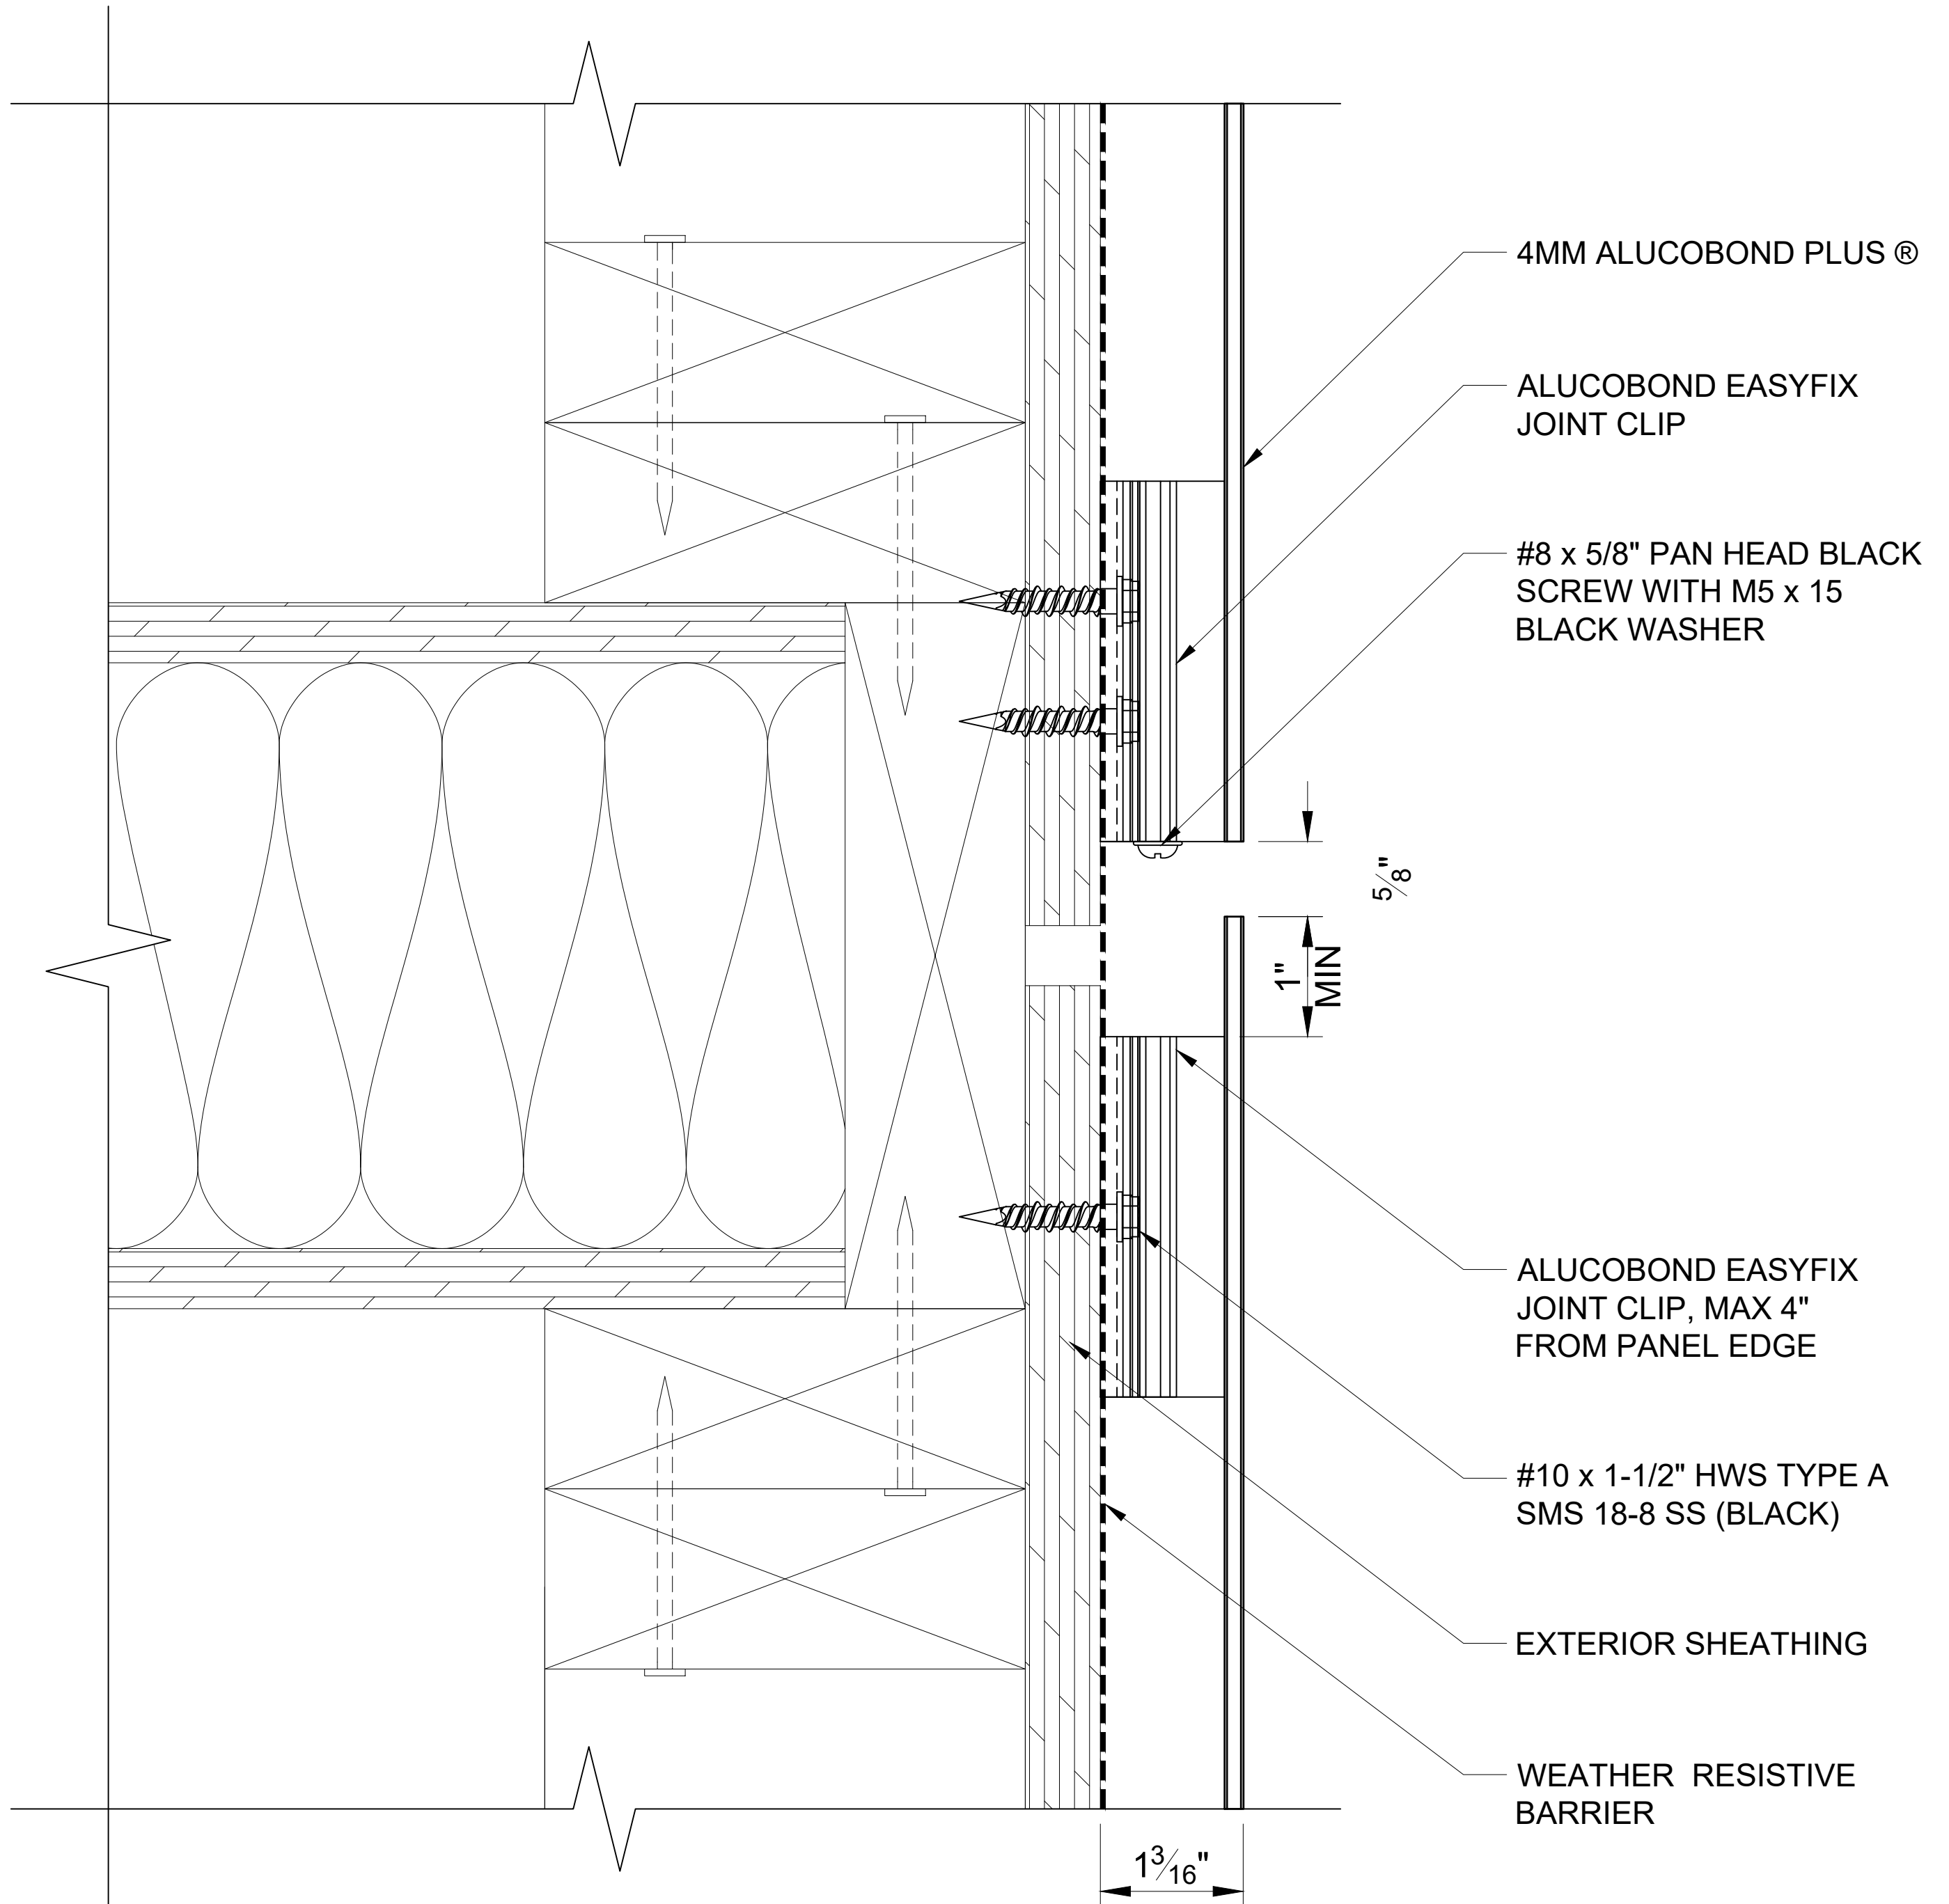 4MM ALUCOBOND PLUS ®
ALUCOBOND EASYFIX
JOINT CLIP
#8 x 5/8" PAN HEAD BLACK
SCREW WITH M5 x 15
BLACK WASHER
5/8"
1"
MIN
ALUCOBOND EASYFIX
JOINT CLIP, MAX 4"
FROM PANEL EDGE
#10 x 1-1/2" HWS TYPE A
SMS 18-8 SS (BLACK)
EXTERIOR SHEATHING
WEATHER RESISTIVE
BARRIER
1 3/16"